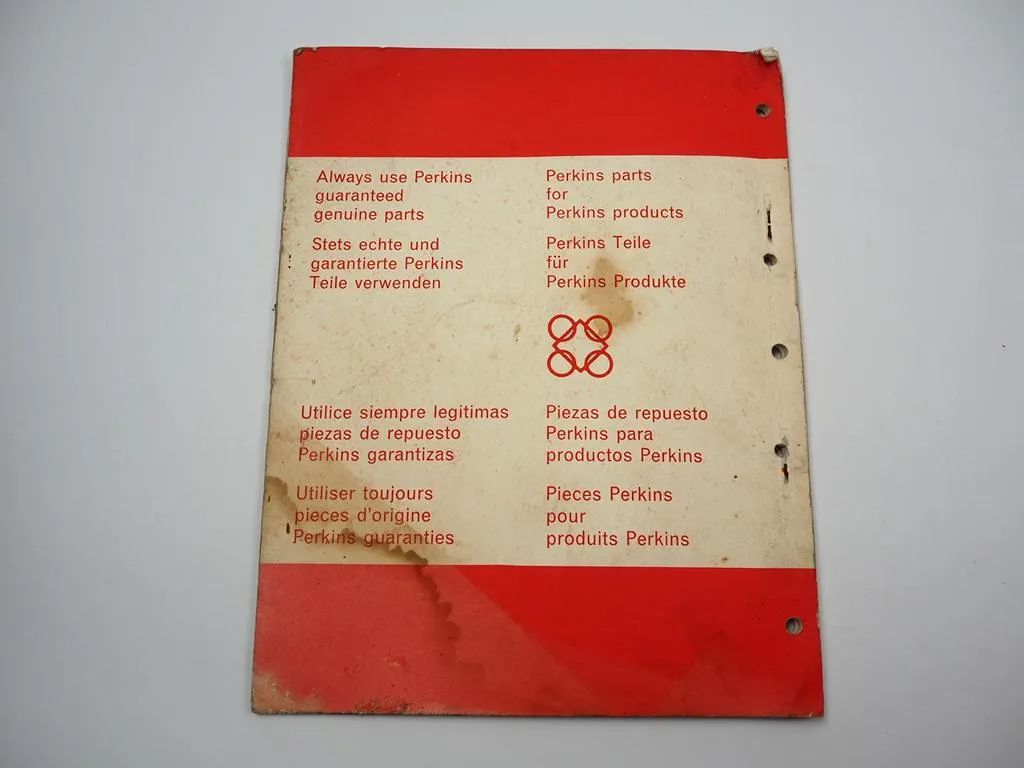 Always use Perkins
guaranteed
genuine parts
Perkins parts
for
Perkins products
Stets echte und
garantierte Perkins
Teile verwenden
Perkins Teile
für
Perkins Produkte
Utilice siempre legitimas
piezas de repuesto
Perkins garantizas
Piezas de repuesto
Perkins para
productos Perkins
Utiliser toujours
pieces d'origine
Perkins guaranties
Pieces Perkins
pour
produits Perkins